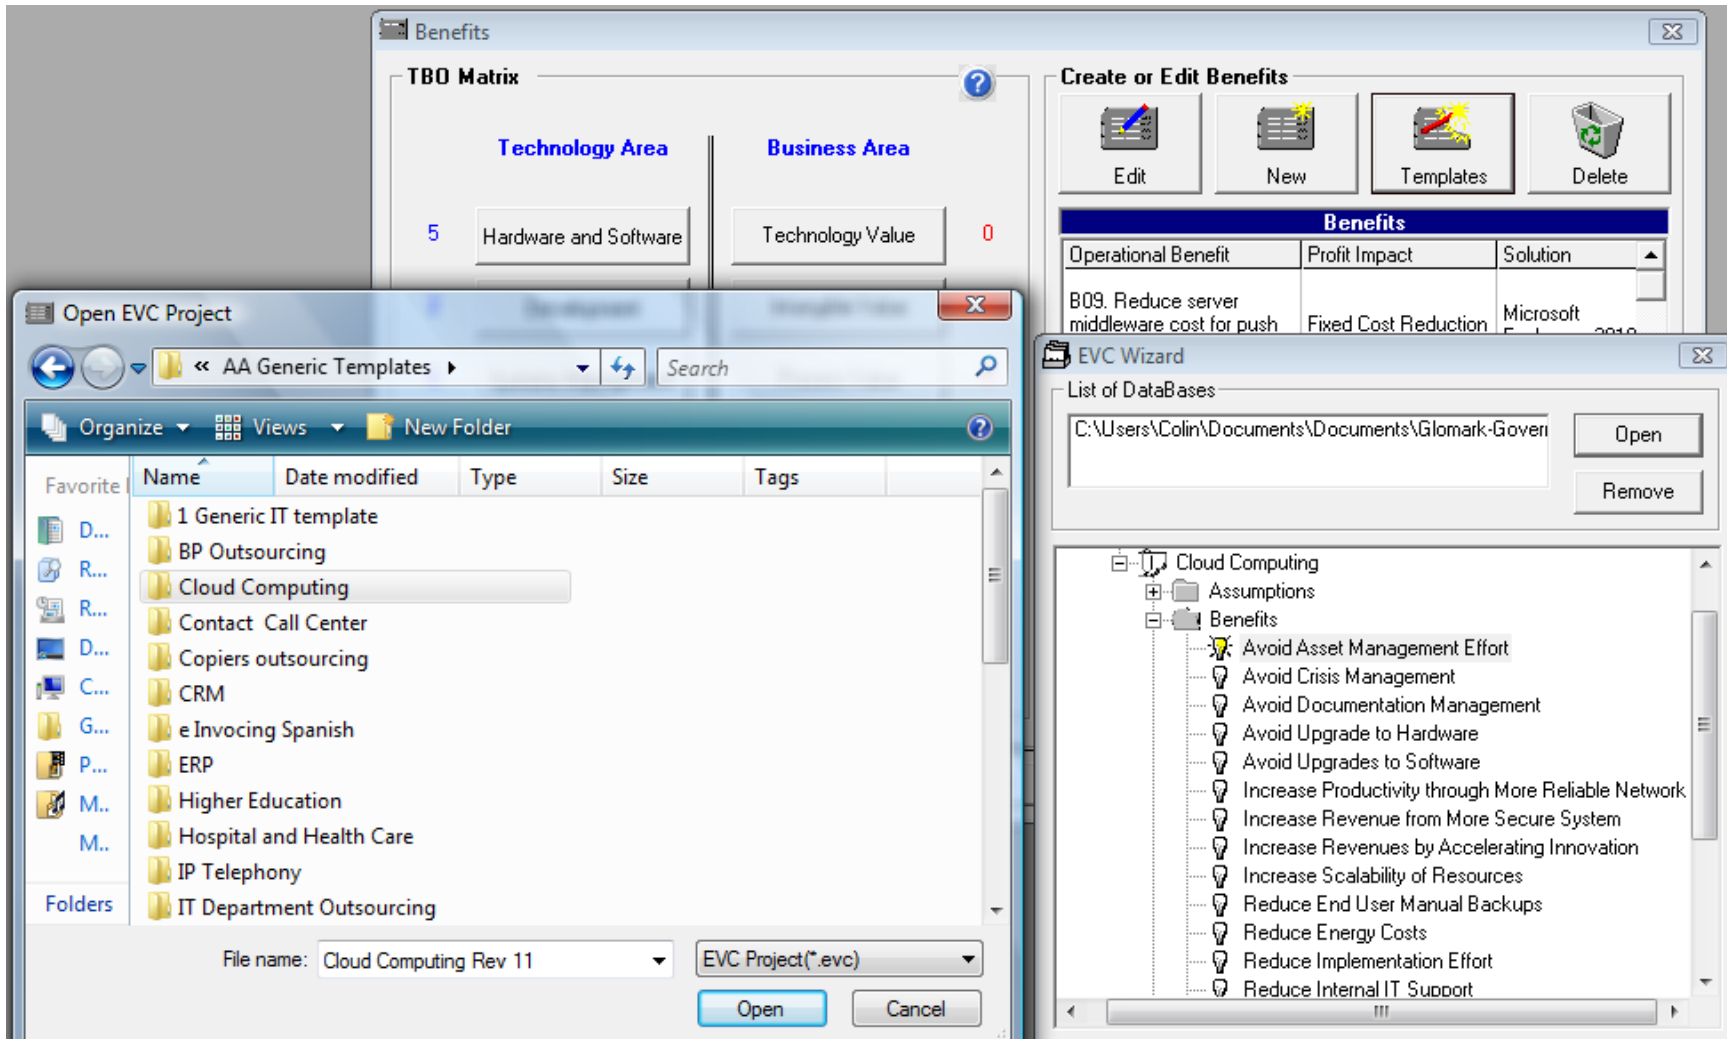 Benefits
TBO Matrix
Technology Area
Business Area
5
Hardware and Software
Technology Value
0
Create or Edit Benefits
Edit
New
Templates
Delete
Benefits
Operational Benefit
Profit Impact
Solution
B09. Reduce server
middleware cost for push
Fixed Cost Reduction
Microsoft
Open EVC Project
« AA Generic Templates
Search
Organize
Views
New Folder
Favorite
Name
Date modified
Type
Size
Tags
D...
R...
R...
D...
C...
G...
P...
M..
M..
Folders
1 Generic IT template
BP Outsourcing
Cloud Computing
Contact  Call Center
Copiers outsourcing
CRM
e Invocing Spanish
ERP
Higher Education
Hospital and Health Care
IP Telephony
IT Department Outsourcing
File name:
Cloud Computing Rev 11
EVC Project(*.evc)
Open
Cancel
EVC Wizard
List of DataBases
C:\Users\Colin\Documents\Documents\Glomark-Govern
Open
Remove
Cloud Computing
Assumptions
Benefits
Avoid Asset Management Effort
Avoid Crisis Management
Avoid Documentation Management
Avoid Upgrade to Hardware
Avoid Upgrades to Software
Increase Productivity through More Reliable Network
Increase Revenue from More Secure System
Increase Revenues by Accelerating Innovation
Increase Scalability of Resources
Reduce End User Manual Backups
Reduce Energy Costs
Reduce Implementation Effort
Reduce Internal IT Support